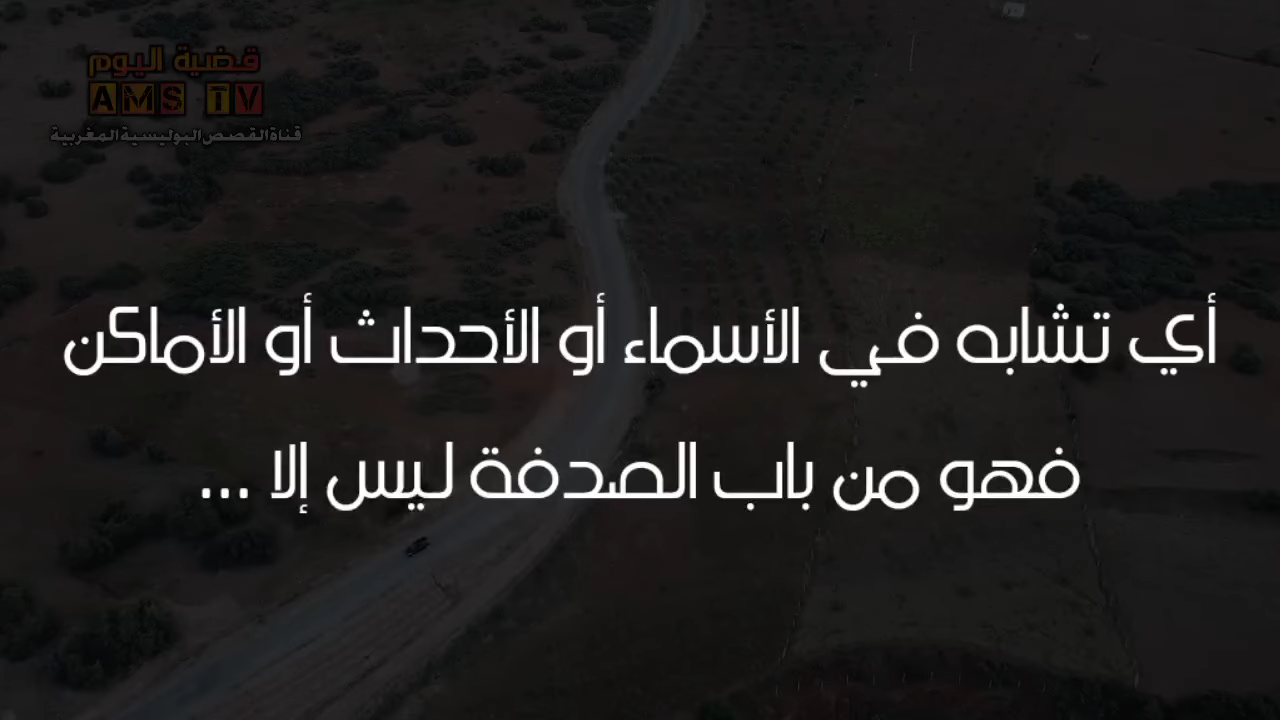 قضية اليوم
AMS TV
قناة القصص البوليسية المغربية
أي تشابه في الأسماء أو الأحداث أو الأماكن
فهو من باب الصدفة ليس إلا ...